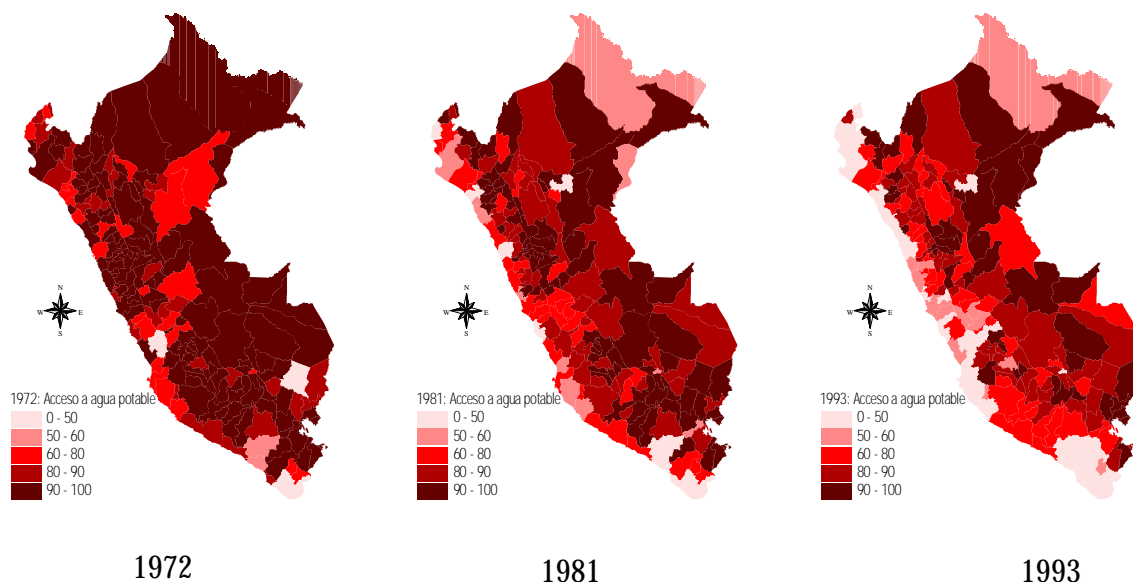 N
W E
S
1972: Acceso a agua potable
0 - 50
50 - 60
60 - 80
80 - 90
90 - 100
1972
N
W E
S
1981: Acceso a agua potable
0 - 50
50 - 60
60 - 80
80 - 90
90 - 100
1981
N
W E
S
1993: Acceso a agua potable
0 - 50
50 - 60
60 - 80
80 - 90
90 - 100
1993